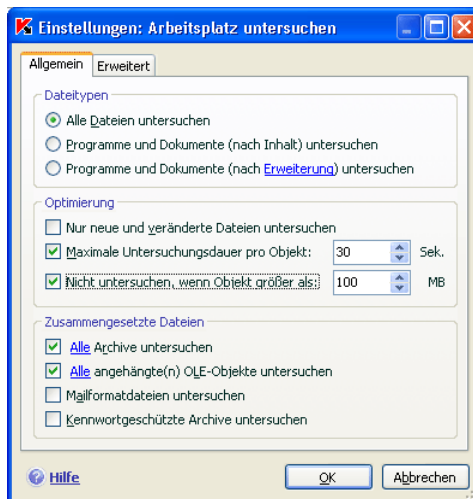 Einstellungen: Arbeitsplatz untersuchen
Allgemein
Erweitert
Dateitypen
Alle Dateien untersuchen
Programme und Dokumente (nach Inhalt) untersuchen
Programme und Dokumente (nach Erweiterung) untersuchen
Optimierung
Nur neue und veränderte Dateien untersuchen
Maximale Untersuchungsdauer pro Objekt: 30 Sek.
Nicht untersuchen, wenn Objekt größer als: 100 MB
Zusammengesetzte Dateien
Alle Archive untersuchen
Alle angehängte(n) OLE-Objekte untersuchen
Mailformatdateien untersuchen
Kennwortgeschützte Archive untersuchen
Hilfe
OK
Abbrechen